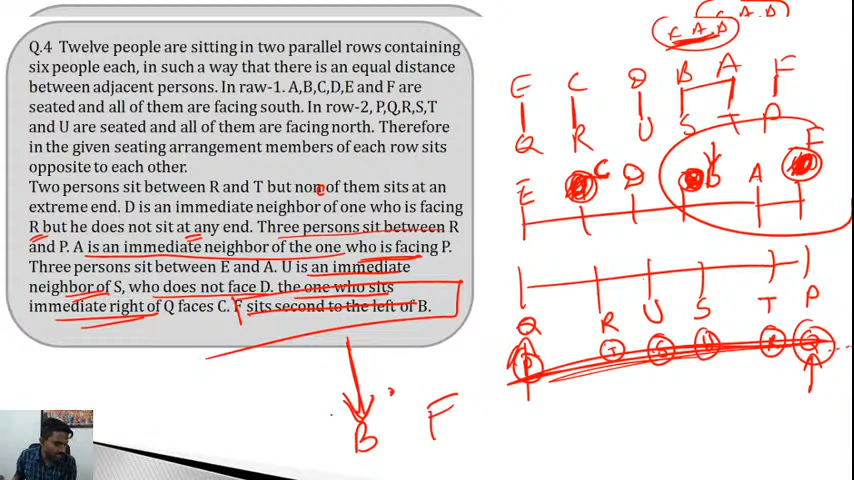 Q.4 Twelve people are sitting in two parallel rows containing
six people each, in such a way that there is an equal distance
between adjacent persons. In raw-1. A,B,C,D,E and F are
seated and all of them are facing south. In row-2, P,Q,R,S,T
and U are seated and all of them are facing north. Therefore
in the given seating arrangement members of each row sits
opposite to each other.
Two persons sit between R and T but none of them sits at an
extreme end. D is an immediate neighbor of one who is facing
R but he does not sit at any end. Three persons sit between R
and P. A is an immediate neighbor of the one who is facing P.
Three persons sit between E and A. U is an immediate
neighbor of S, who does not face D. the one who sits
immediate right of Q faces C. F sits second to the left of B.
B F
E C D B A F
Q R U S T P
E C D B A F
Q R U S T P